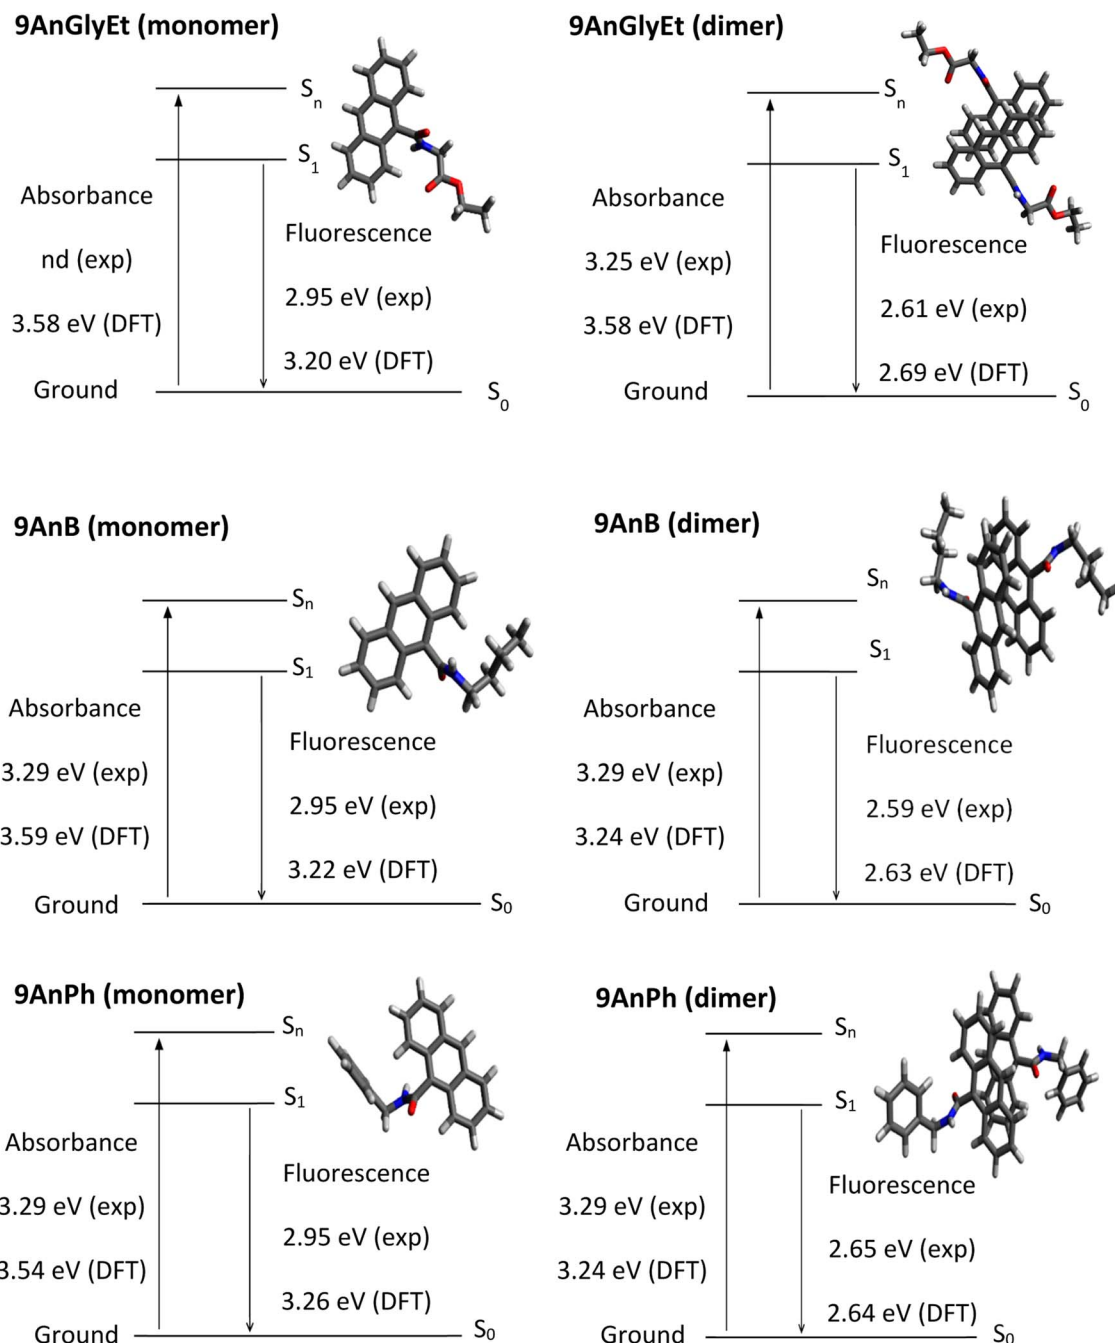 9AnGlyEt (monomer)
Sn
S1
Absorbance
Fluorescence
nd (exp)
2.95 eV (exp)
3.58 eV (DFT)
3.20 eV (DFT)
Ground
S0
9AnGlyEt (dimer)
Sn
S1
Absorbance
Fluorescence
3.25 eV (exp)
2.61 eV (exp)
3.58 eV (DFT)
2.69 eV (DFT)
Ground
S0
9AnB (monomer)
Sn
S1
Absorbance
Fluorescence
3.29 eV (exp)
2.95 eV (exp)
3.59 eV (DFT)
3.22 eV (DFT)
Ground
S0
9AnB (dimer)
Sn
S1
Absorbance
Fluorescence
3.29 eV (exp)
2.59 eV (exp)
3.24 eV (DFT)
2.63 eV (DFT)
Ground
S0
9AnPh (monomer)
Sn
S1
Absorbance
Fluorescence
3.29 eV (exp)
2.95 eV (exp)
3.54 eV (DFT)
3.26 eV (DFT)
Ground
S0
9AnPh (dimer)
Sn
S1
Absorbance
Fluorescence
3.29 eV (exp)
2.65 eV (exp)
3.24 eV (DFT)
2.64 eV (DFT)
Ground
S0